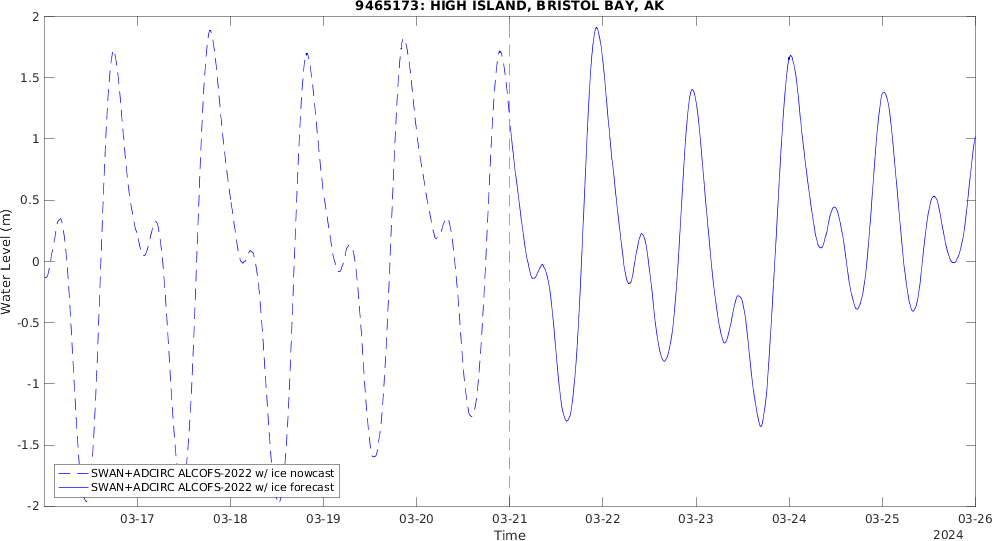 9465173: HIGH ISLAND, BRISTOL BAY, AK
Water Level (m)
2
1.5
1
0.5
0
-0.5
-1
-1.5
-2
SWAN+ADCIRC ALCOFS-2022 w/ ice nowcast
SWAN+ADCIRC ALCOFS-2022 w/ ice forecast
03-17 03-18 03-19 03-20 03-21 03-22 03-23 03-24 03-25 03-26
Time
2024